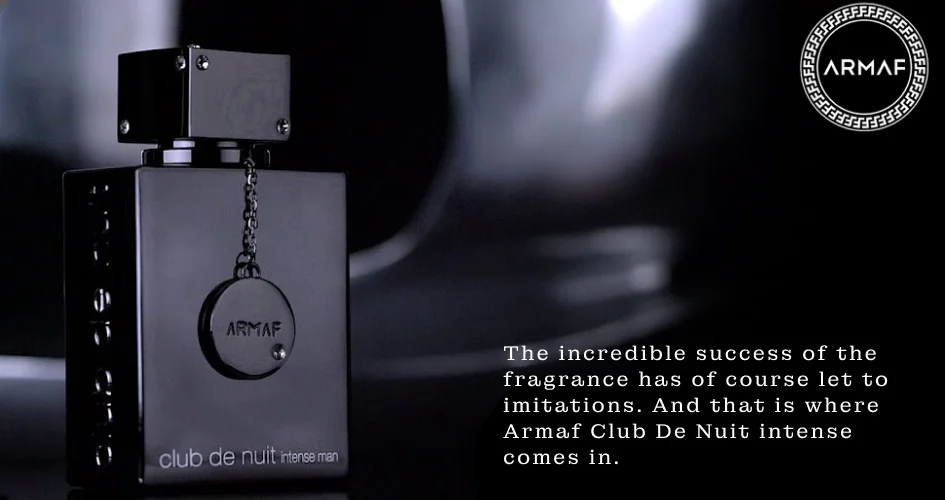 ARMAF
ARMAF
club de nuit intense man
The incredible success of the
fragrance has of course let to
imitations. And that is where
Armaf Club De Nuit intense
comes in.